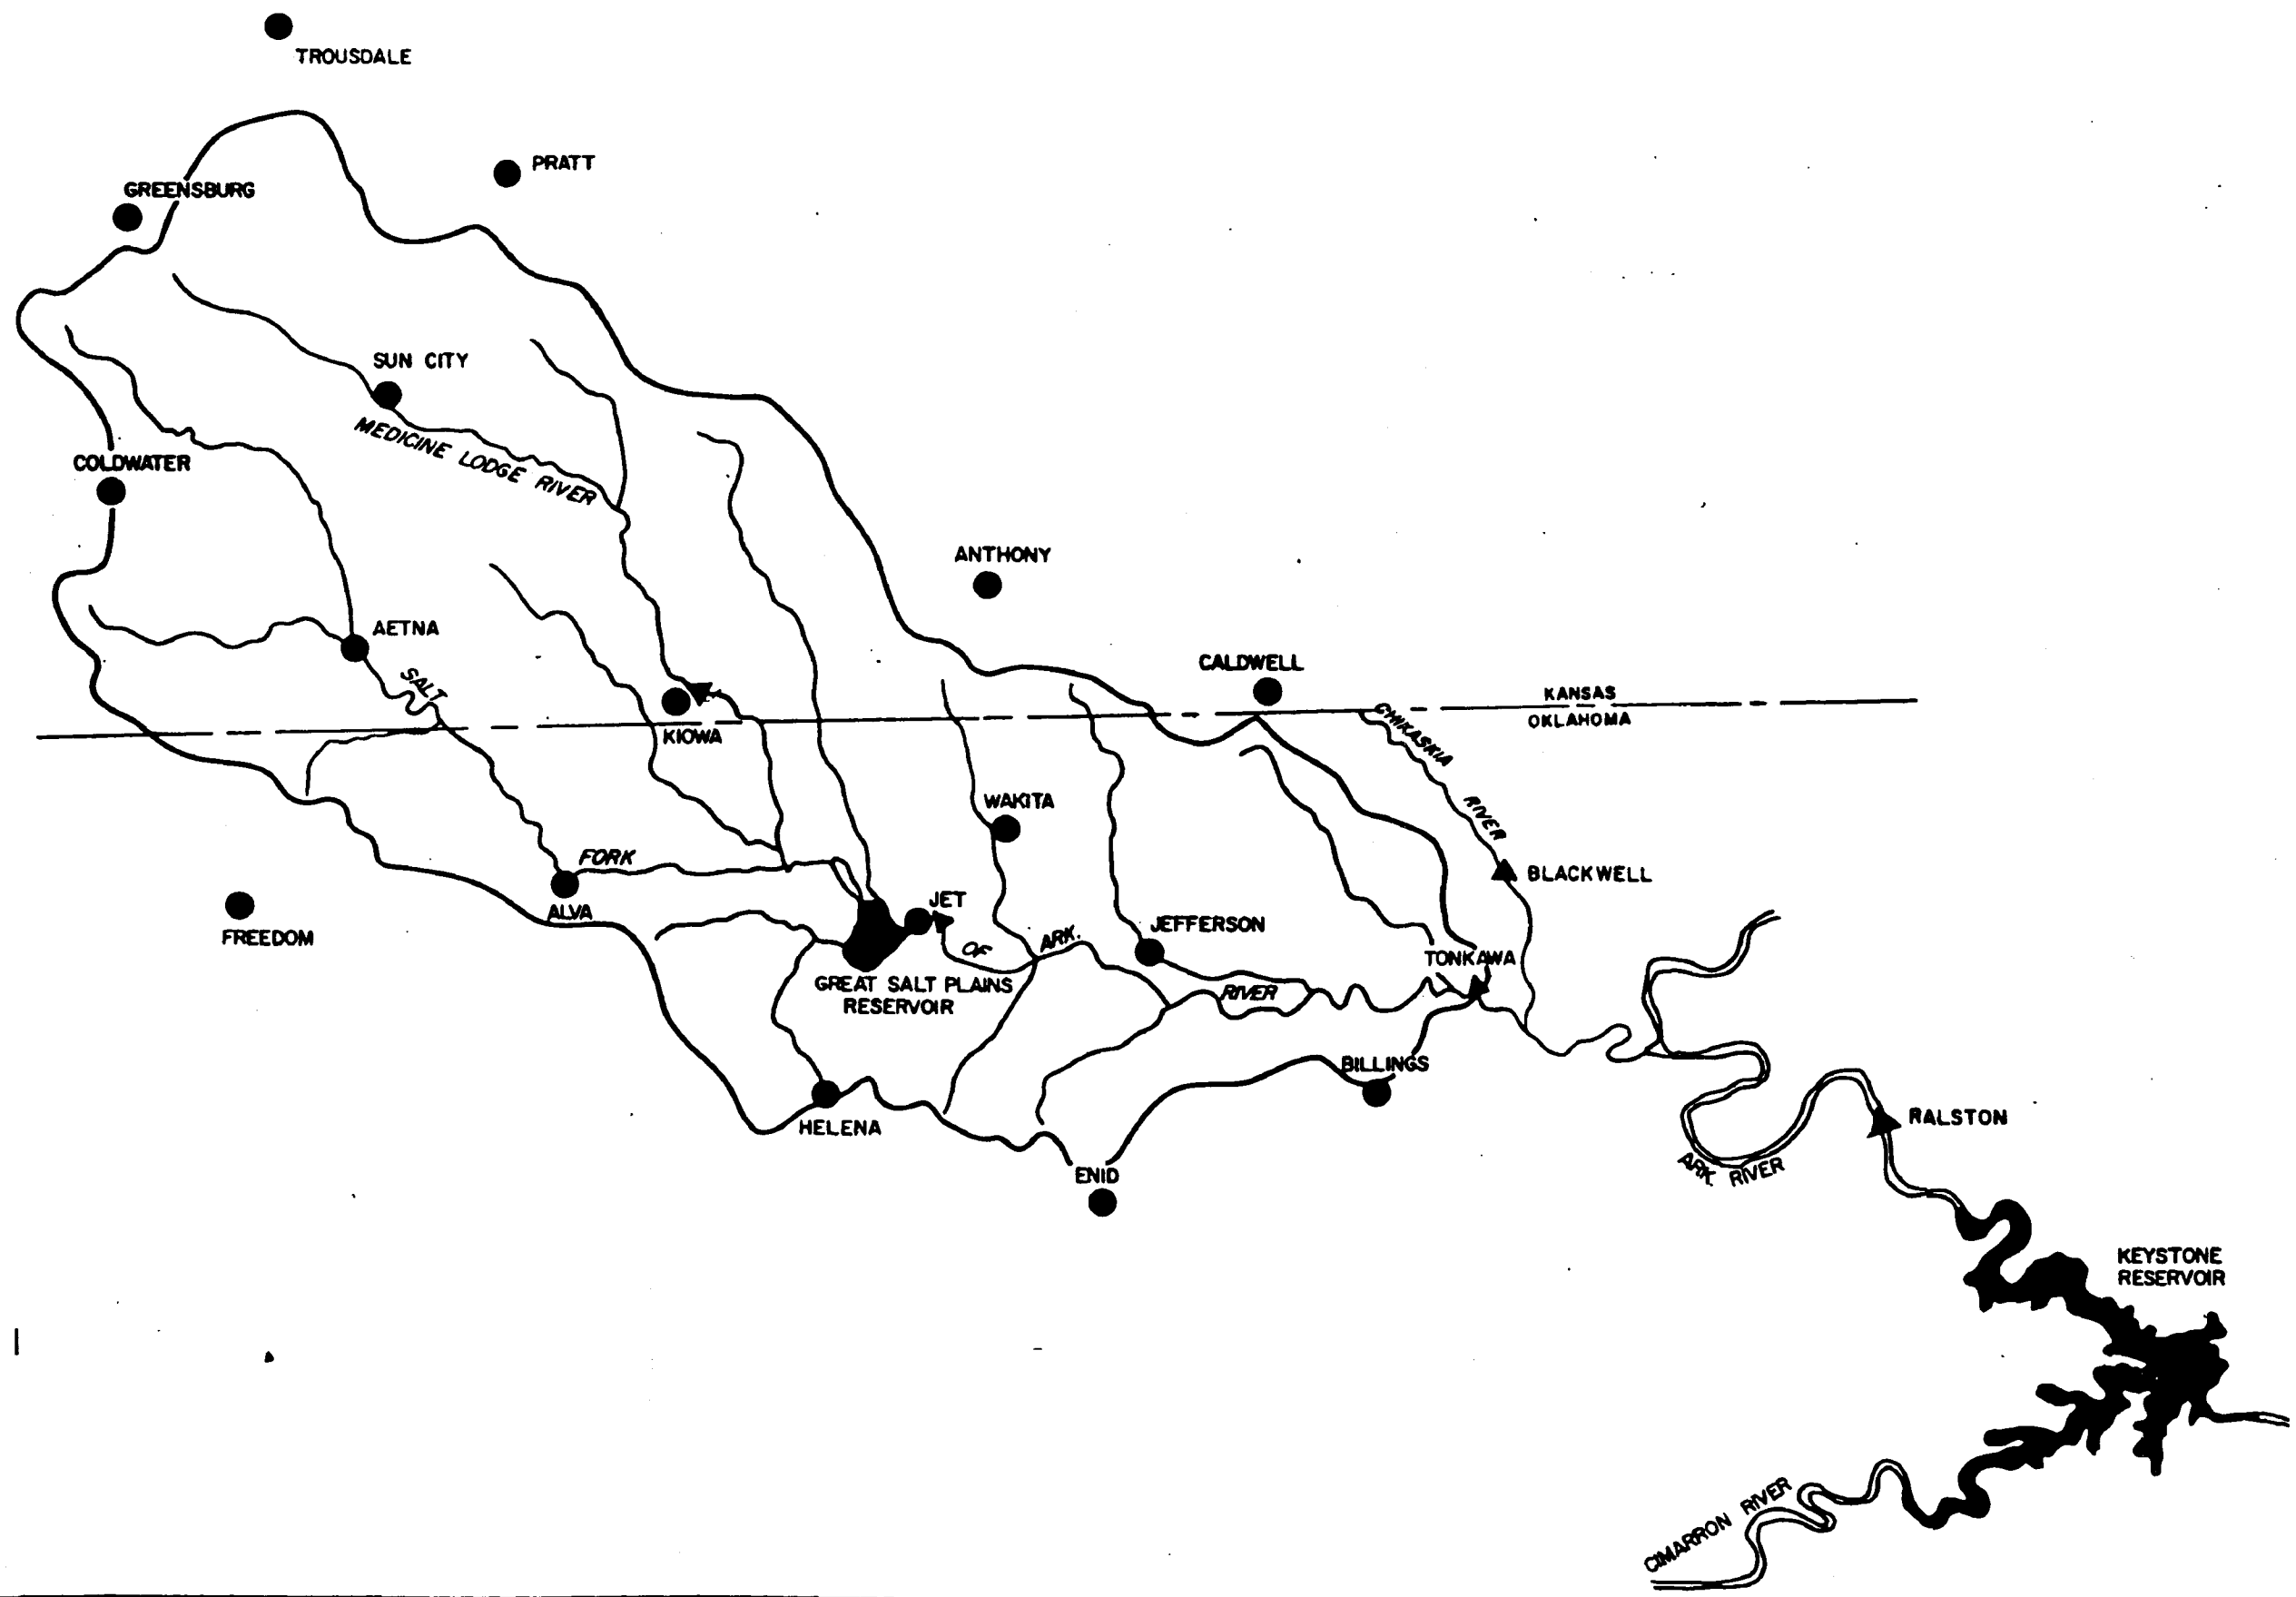 TROUSDALE
PRATT
GREENSBURG
SUN CITY
MEDICINE LODGE RIVER
COLDWATER
ANTHONY
AETNA
CALDWELL
SALT
KANSAS
OKLAHOMA
CHIKASKIA
RIVER
KIOWA
WAKITA
FORK
BLACKWELL
JET
ALVA
FREEDOM
OF
ARK.
JEFFERSON
TONKAWA
GREAT SALT PLAINS
RESERVOIR
RIVER
BILLINGS
HELENA
RALSTON
ARK RIVER
ENID
KEYSTONE
RESERVOIR
CIMARRON RIVER